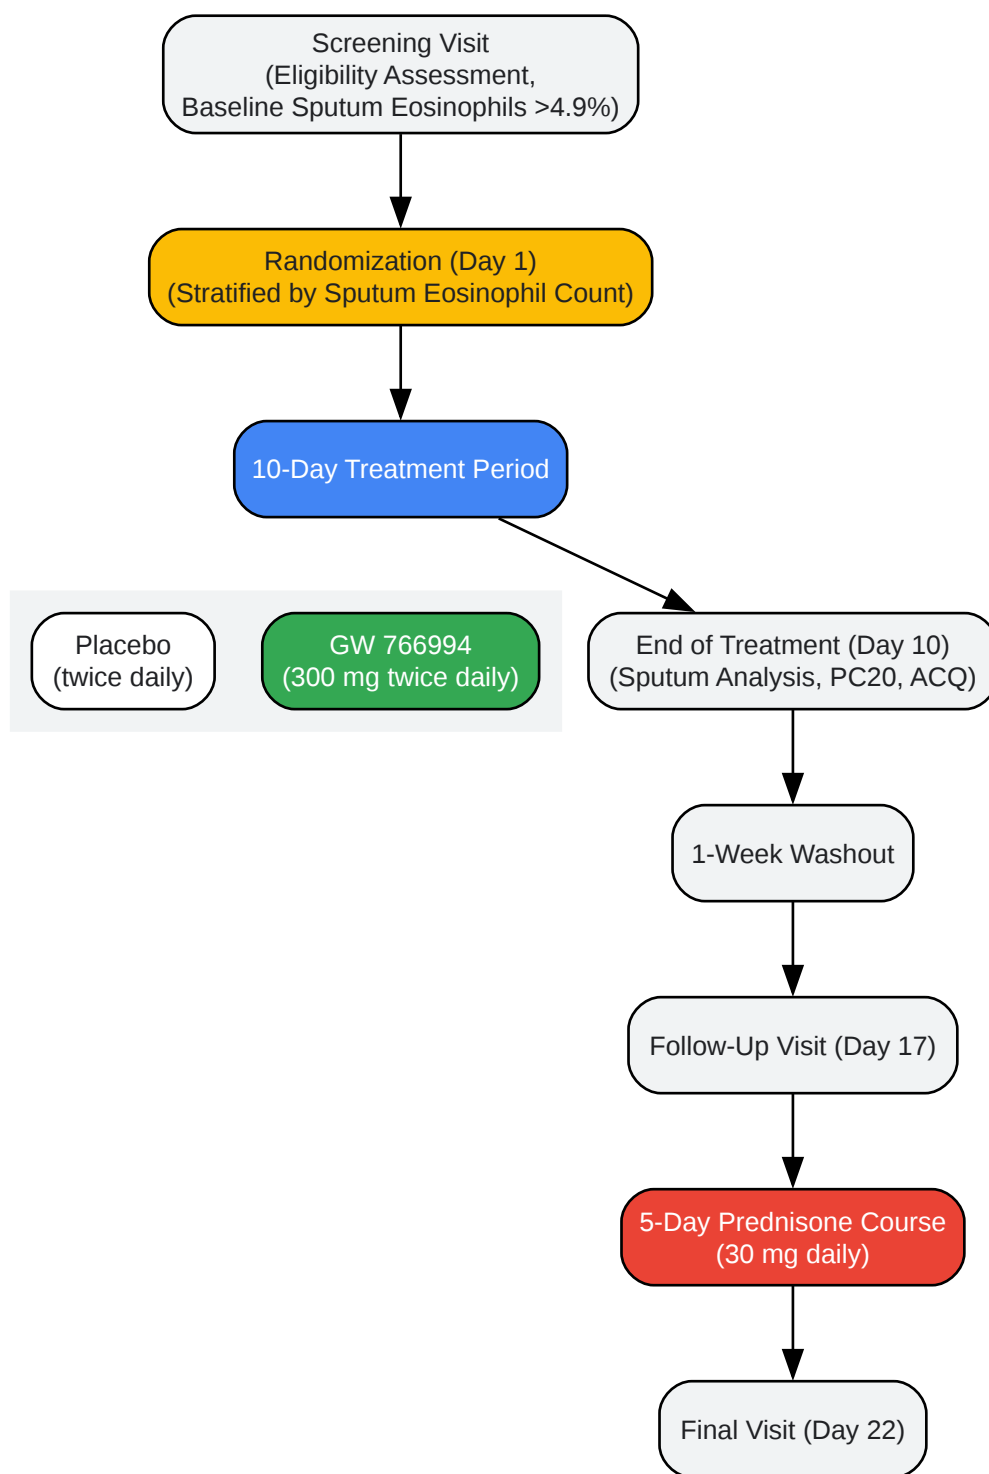 Screening Visit
(Eligibility Assessment,
Baseline Sputum Eosinophils >4.9%)
Randomization (Day 1)
(Stratified by Sputum Eosinophil Count)
10-Day Treatment Period
Placebo
(twice daily)
GW 766994
(300 mg twice daily)
End of Treatment (Day 10)
(Sputum Analysis, PC20, ACQ)
1-Week Washout
Follow-Up Visit (Day 17)
5-Day Prednisone Course
(30 mg daily)
Final Visit (Day 22)